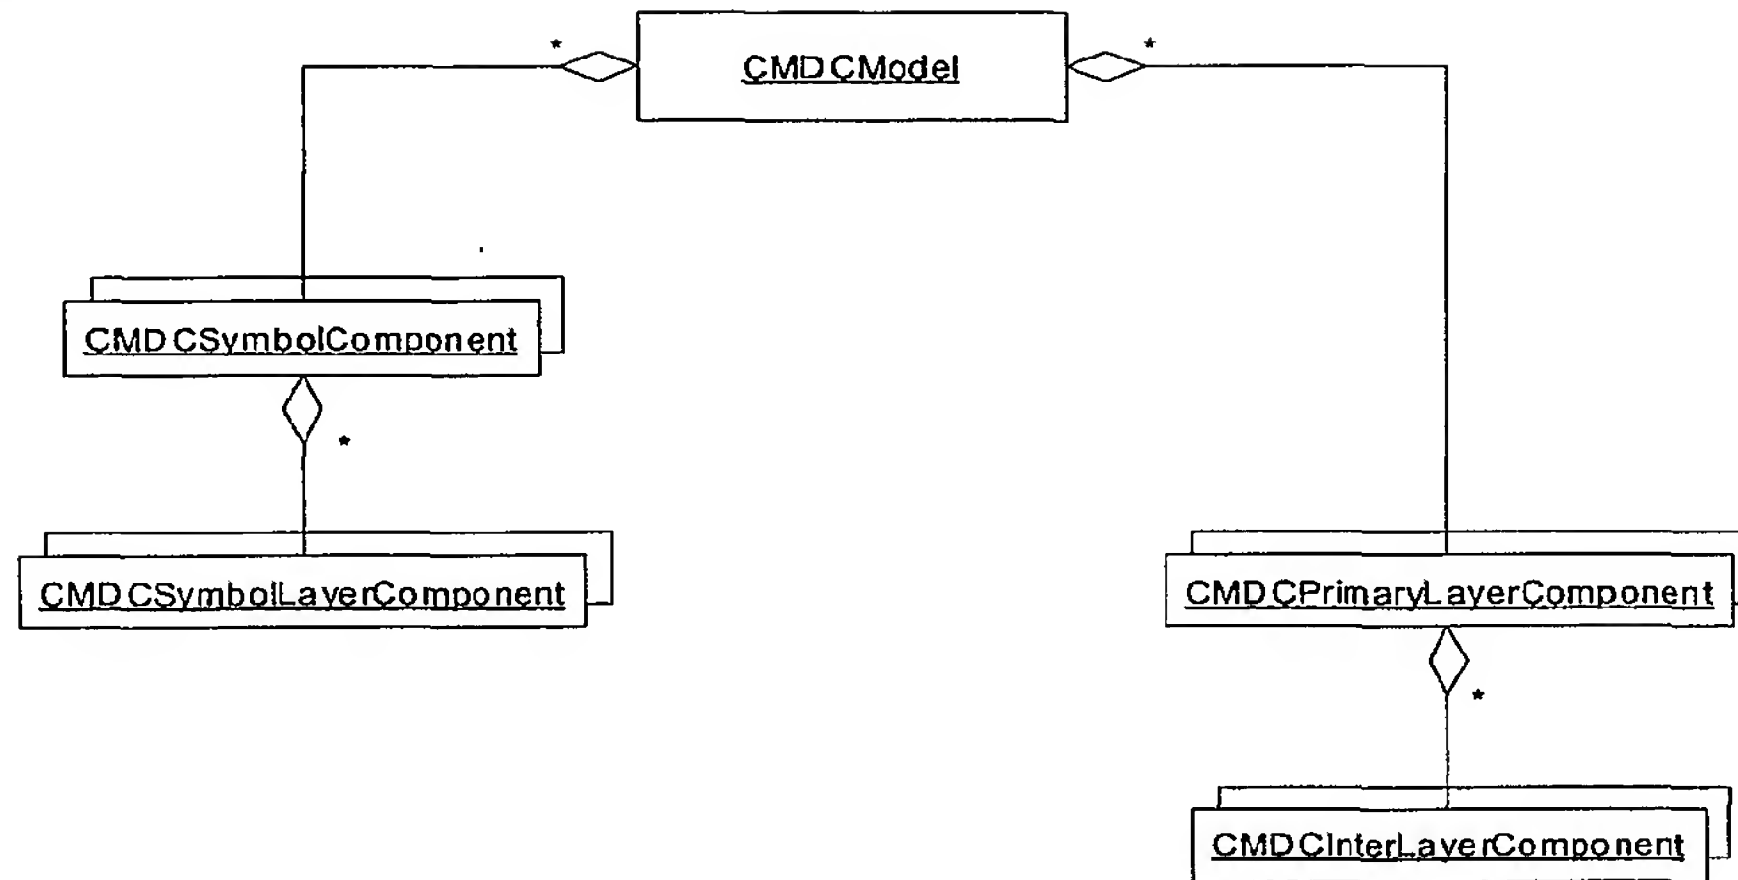 *
*
CMDCModel
CMDCSymbolComponent
*
CMDCSymbolLayerComponent
CMDCPrimaryLayerComponent
*
CMDCInterLayerComponent